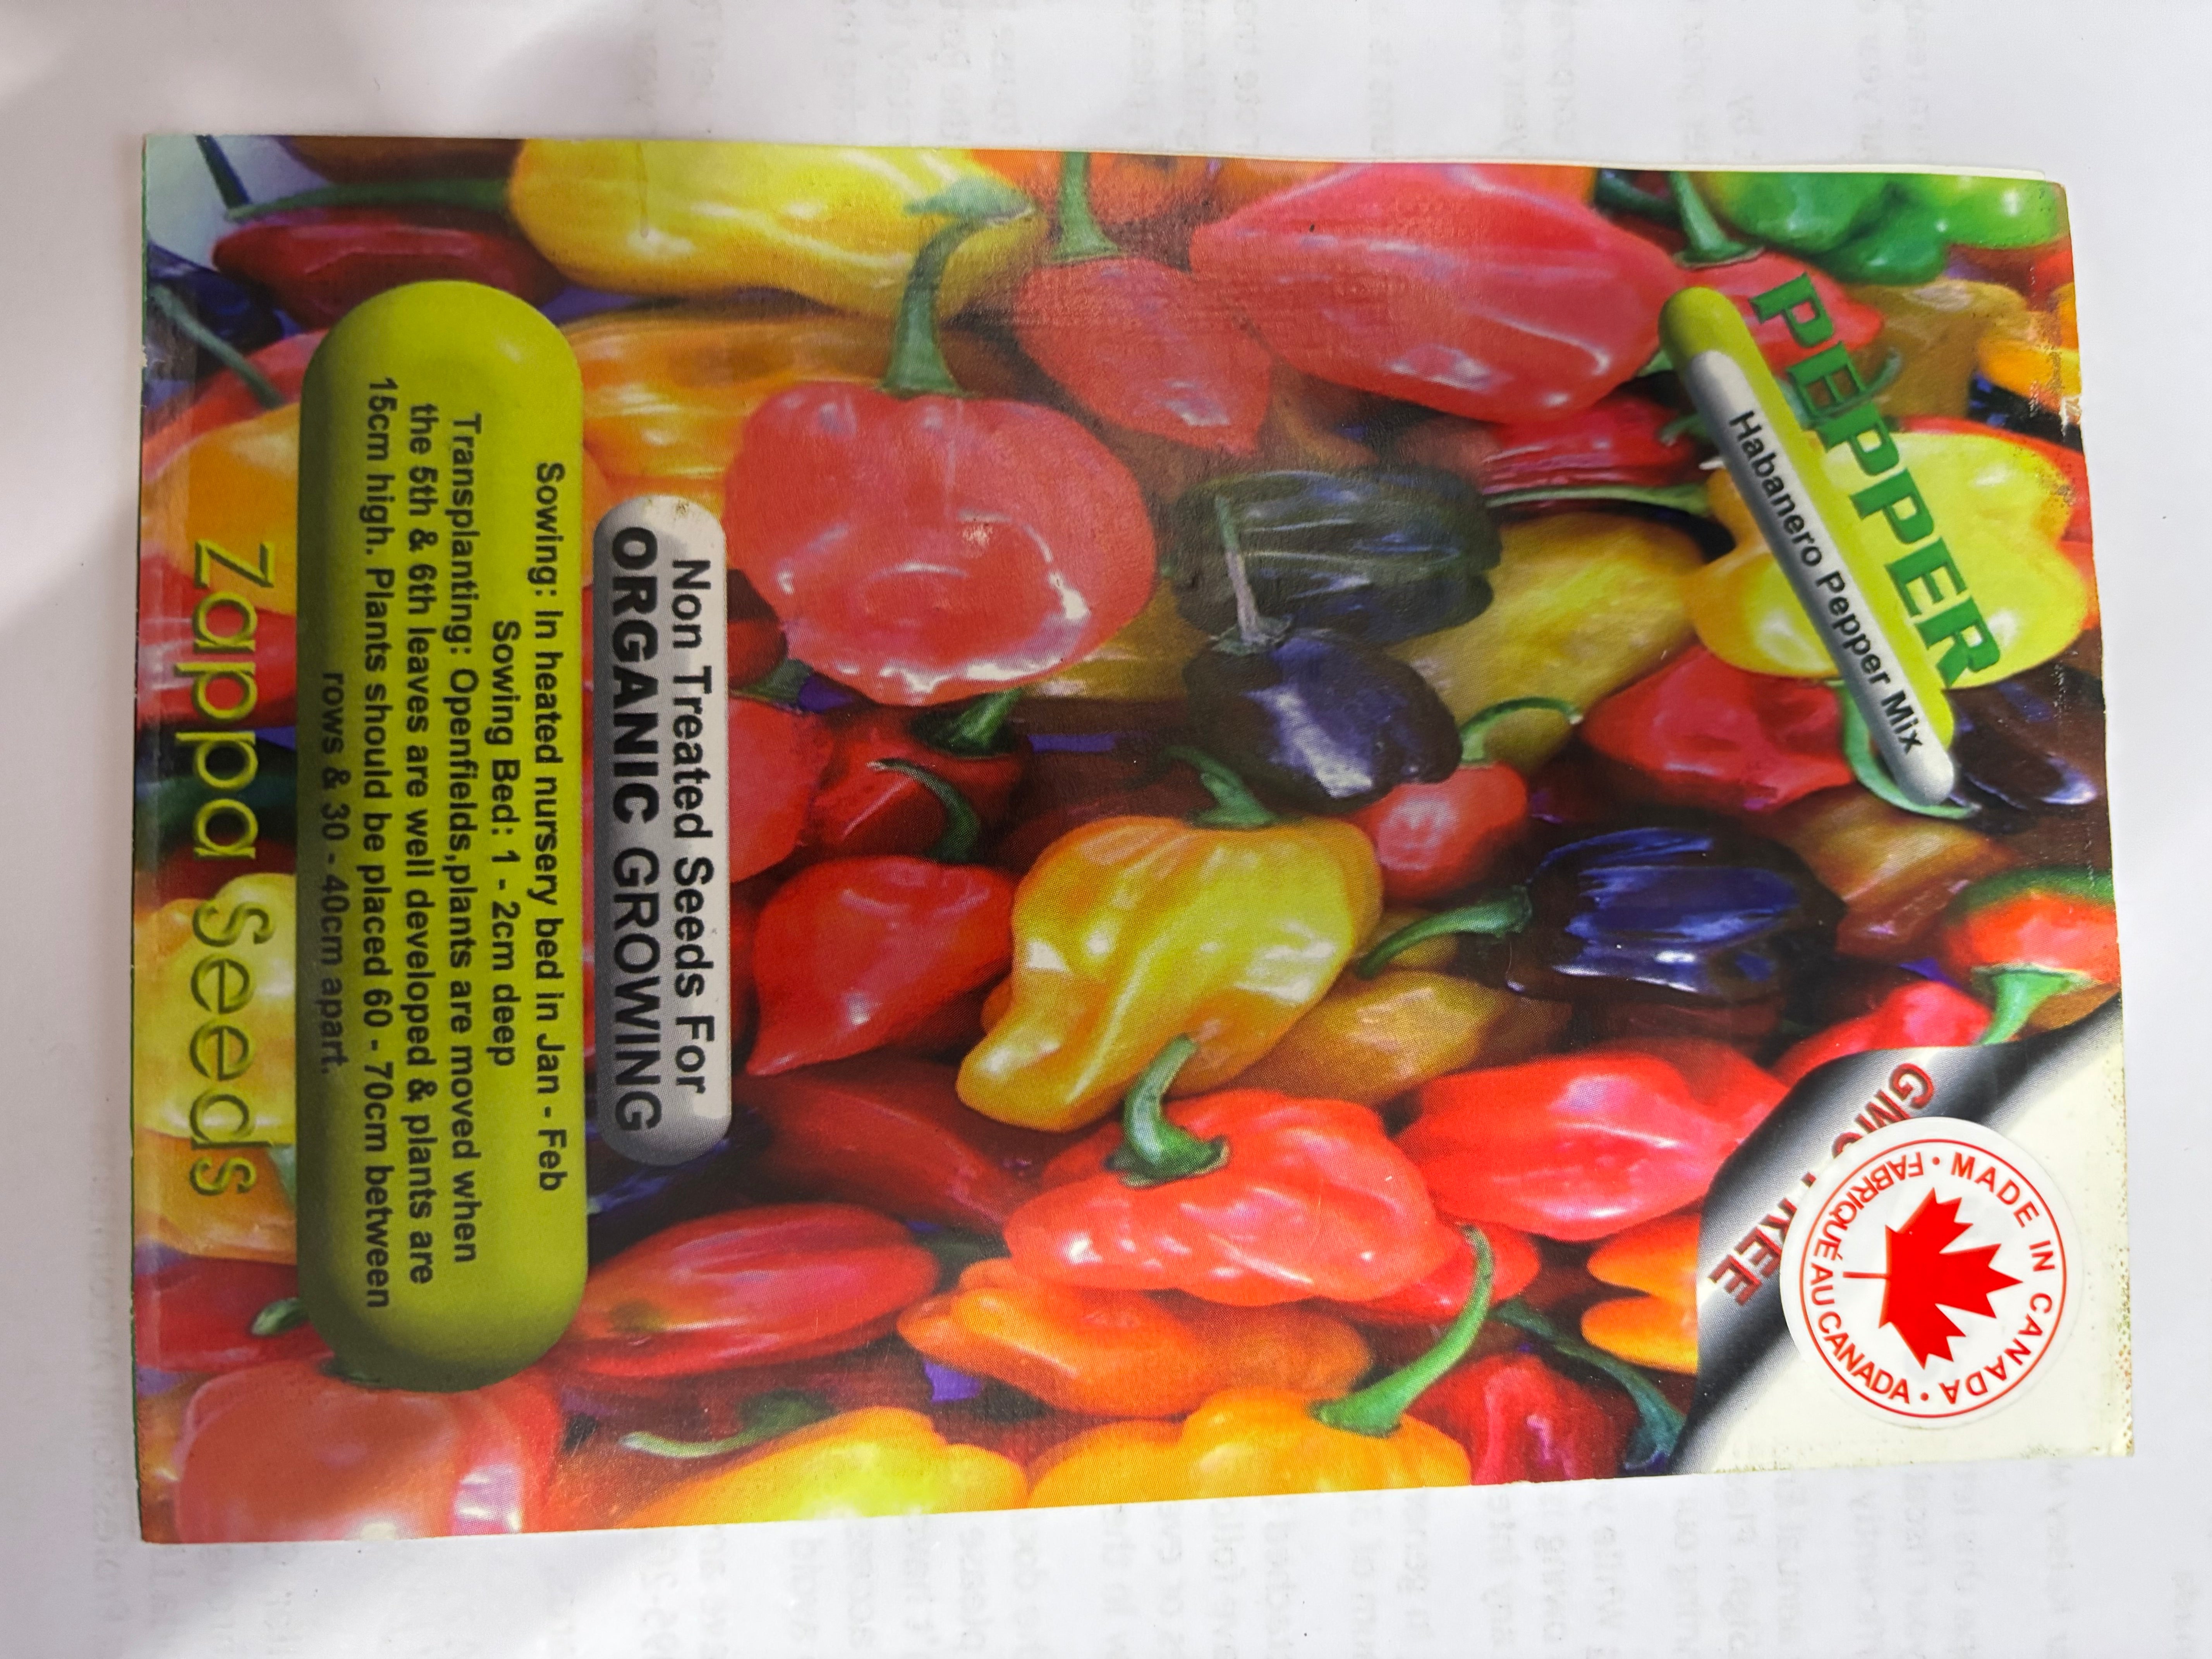 PEPPER
Habanero Pepper Mix
MADE IN CANADA •
FABRIQUÉ AU CANADA •
Non Treated Seeds For
ORGANIC GROWING
Sowing: In heated nursery bed in Jan - Feb
Sowing Bed: 1 - 2cm deep
Transplanting: Openfields,plants are moved when
the 5th & 6th leaves are well developed & plants are
15cm high. Plants should be placed 60 - 70cm between
rows & 30 - 40cm apart.
Zappa Seeds